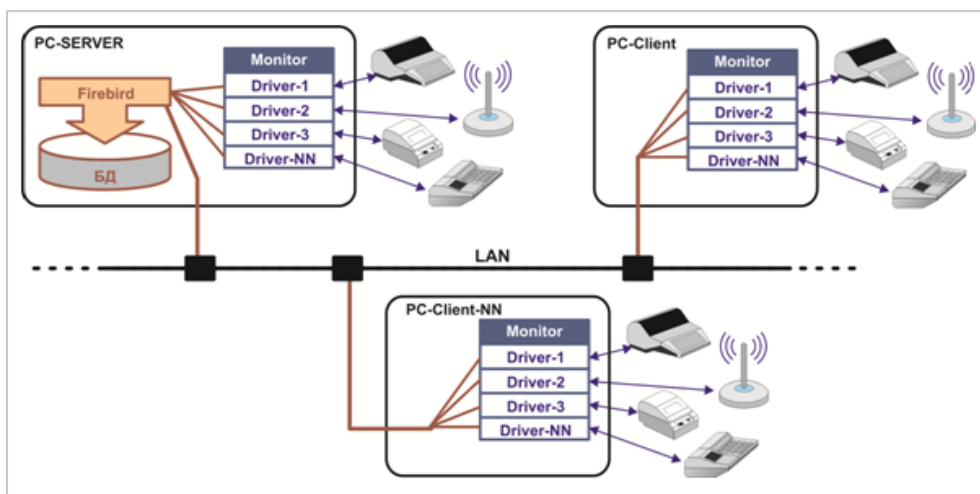 PC-SERVER
Firebird
БД
Monitor
Driver-1
Driver-2
Driver-3
Driver-NN
PC-Client
Monitor
Driver-1
Driver-2
Driver-3
Driver-NN
LAN
PC-Client-NN
Monitor
Driver-1
Driver-2
Driver-3
Driver-NN